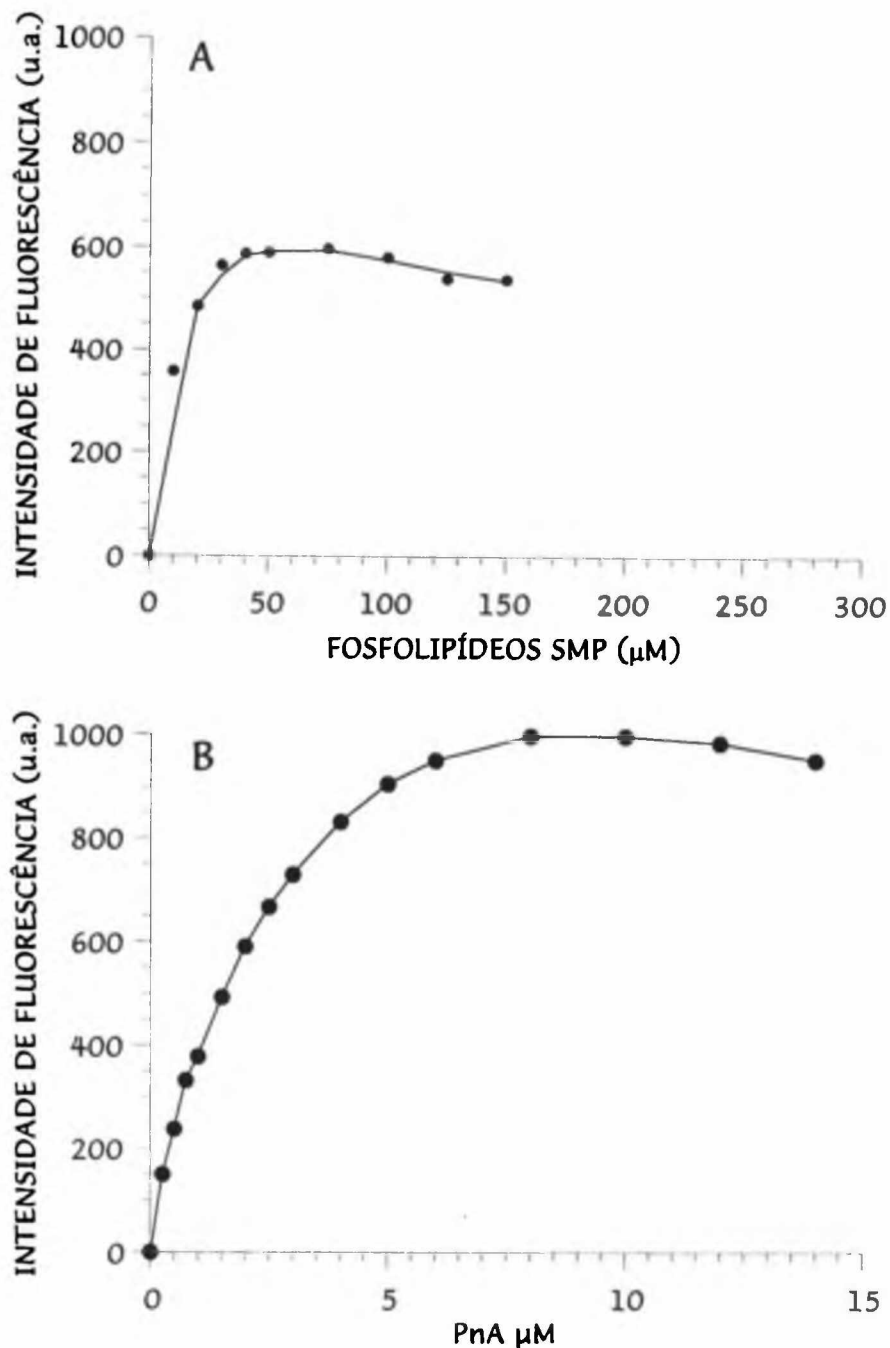 INTENSIDADE DE FLUORESCÊNCIA (u.a.)
1000
800
600
400
200
0
A
0 50 100 150 200 250 300
FOSFOLIPÍDEOS SMP (µM)
INTENSIDADE DE FLUORESCÊNCIA (u.a.)
1000
800
600
400
200
0
B
0 5 10 15
PnA µM